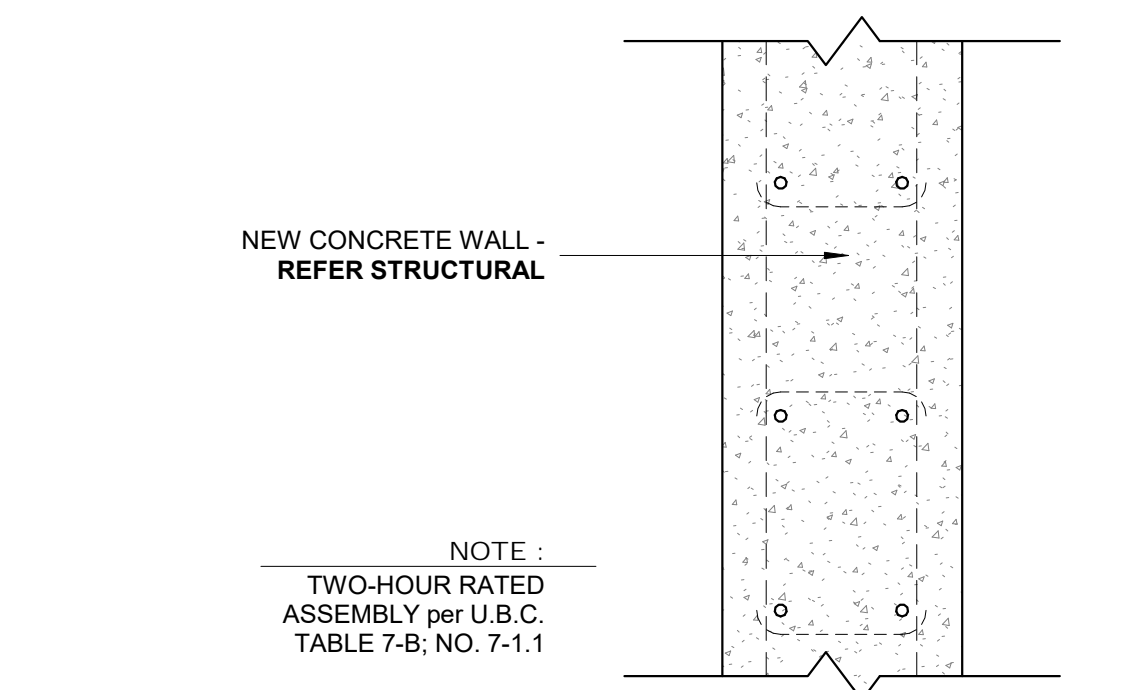 NEW CONCRETE WALL -
REFER STRUCTURAL
NOTE :
TWO-HOUR RATED
ASSEMBLY per U.B.C.
TABLE 7-B; NO. 7-1.1